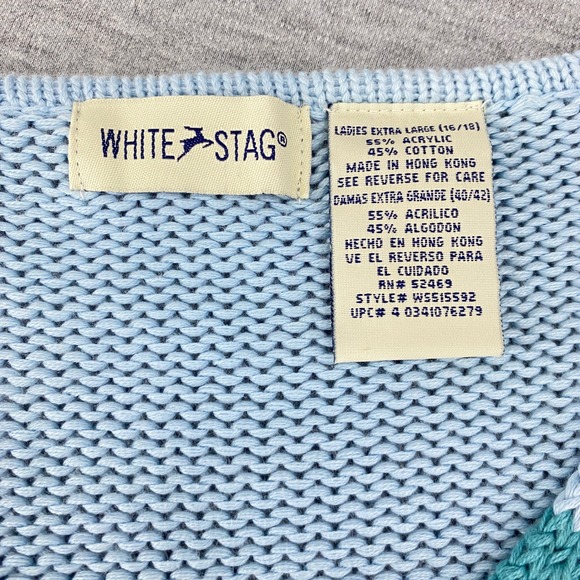 WHITE STAG®
LADIES EXTRA LARGE (16/18)
55% ACRYLIC
45% COTTON
MADE IN HONG KONG
SEE REVERSE FOR CARE
DAMAS EXTRA GRANDE (40/42)
55% ACRILICO
45% ALGODON
HECHO EN HONG KONG
VE EL REVERSO PARA
EL CUIDADO
RN# 52469
STYLE# WS515592
UPC# 4 0341076279